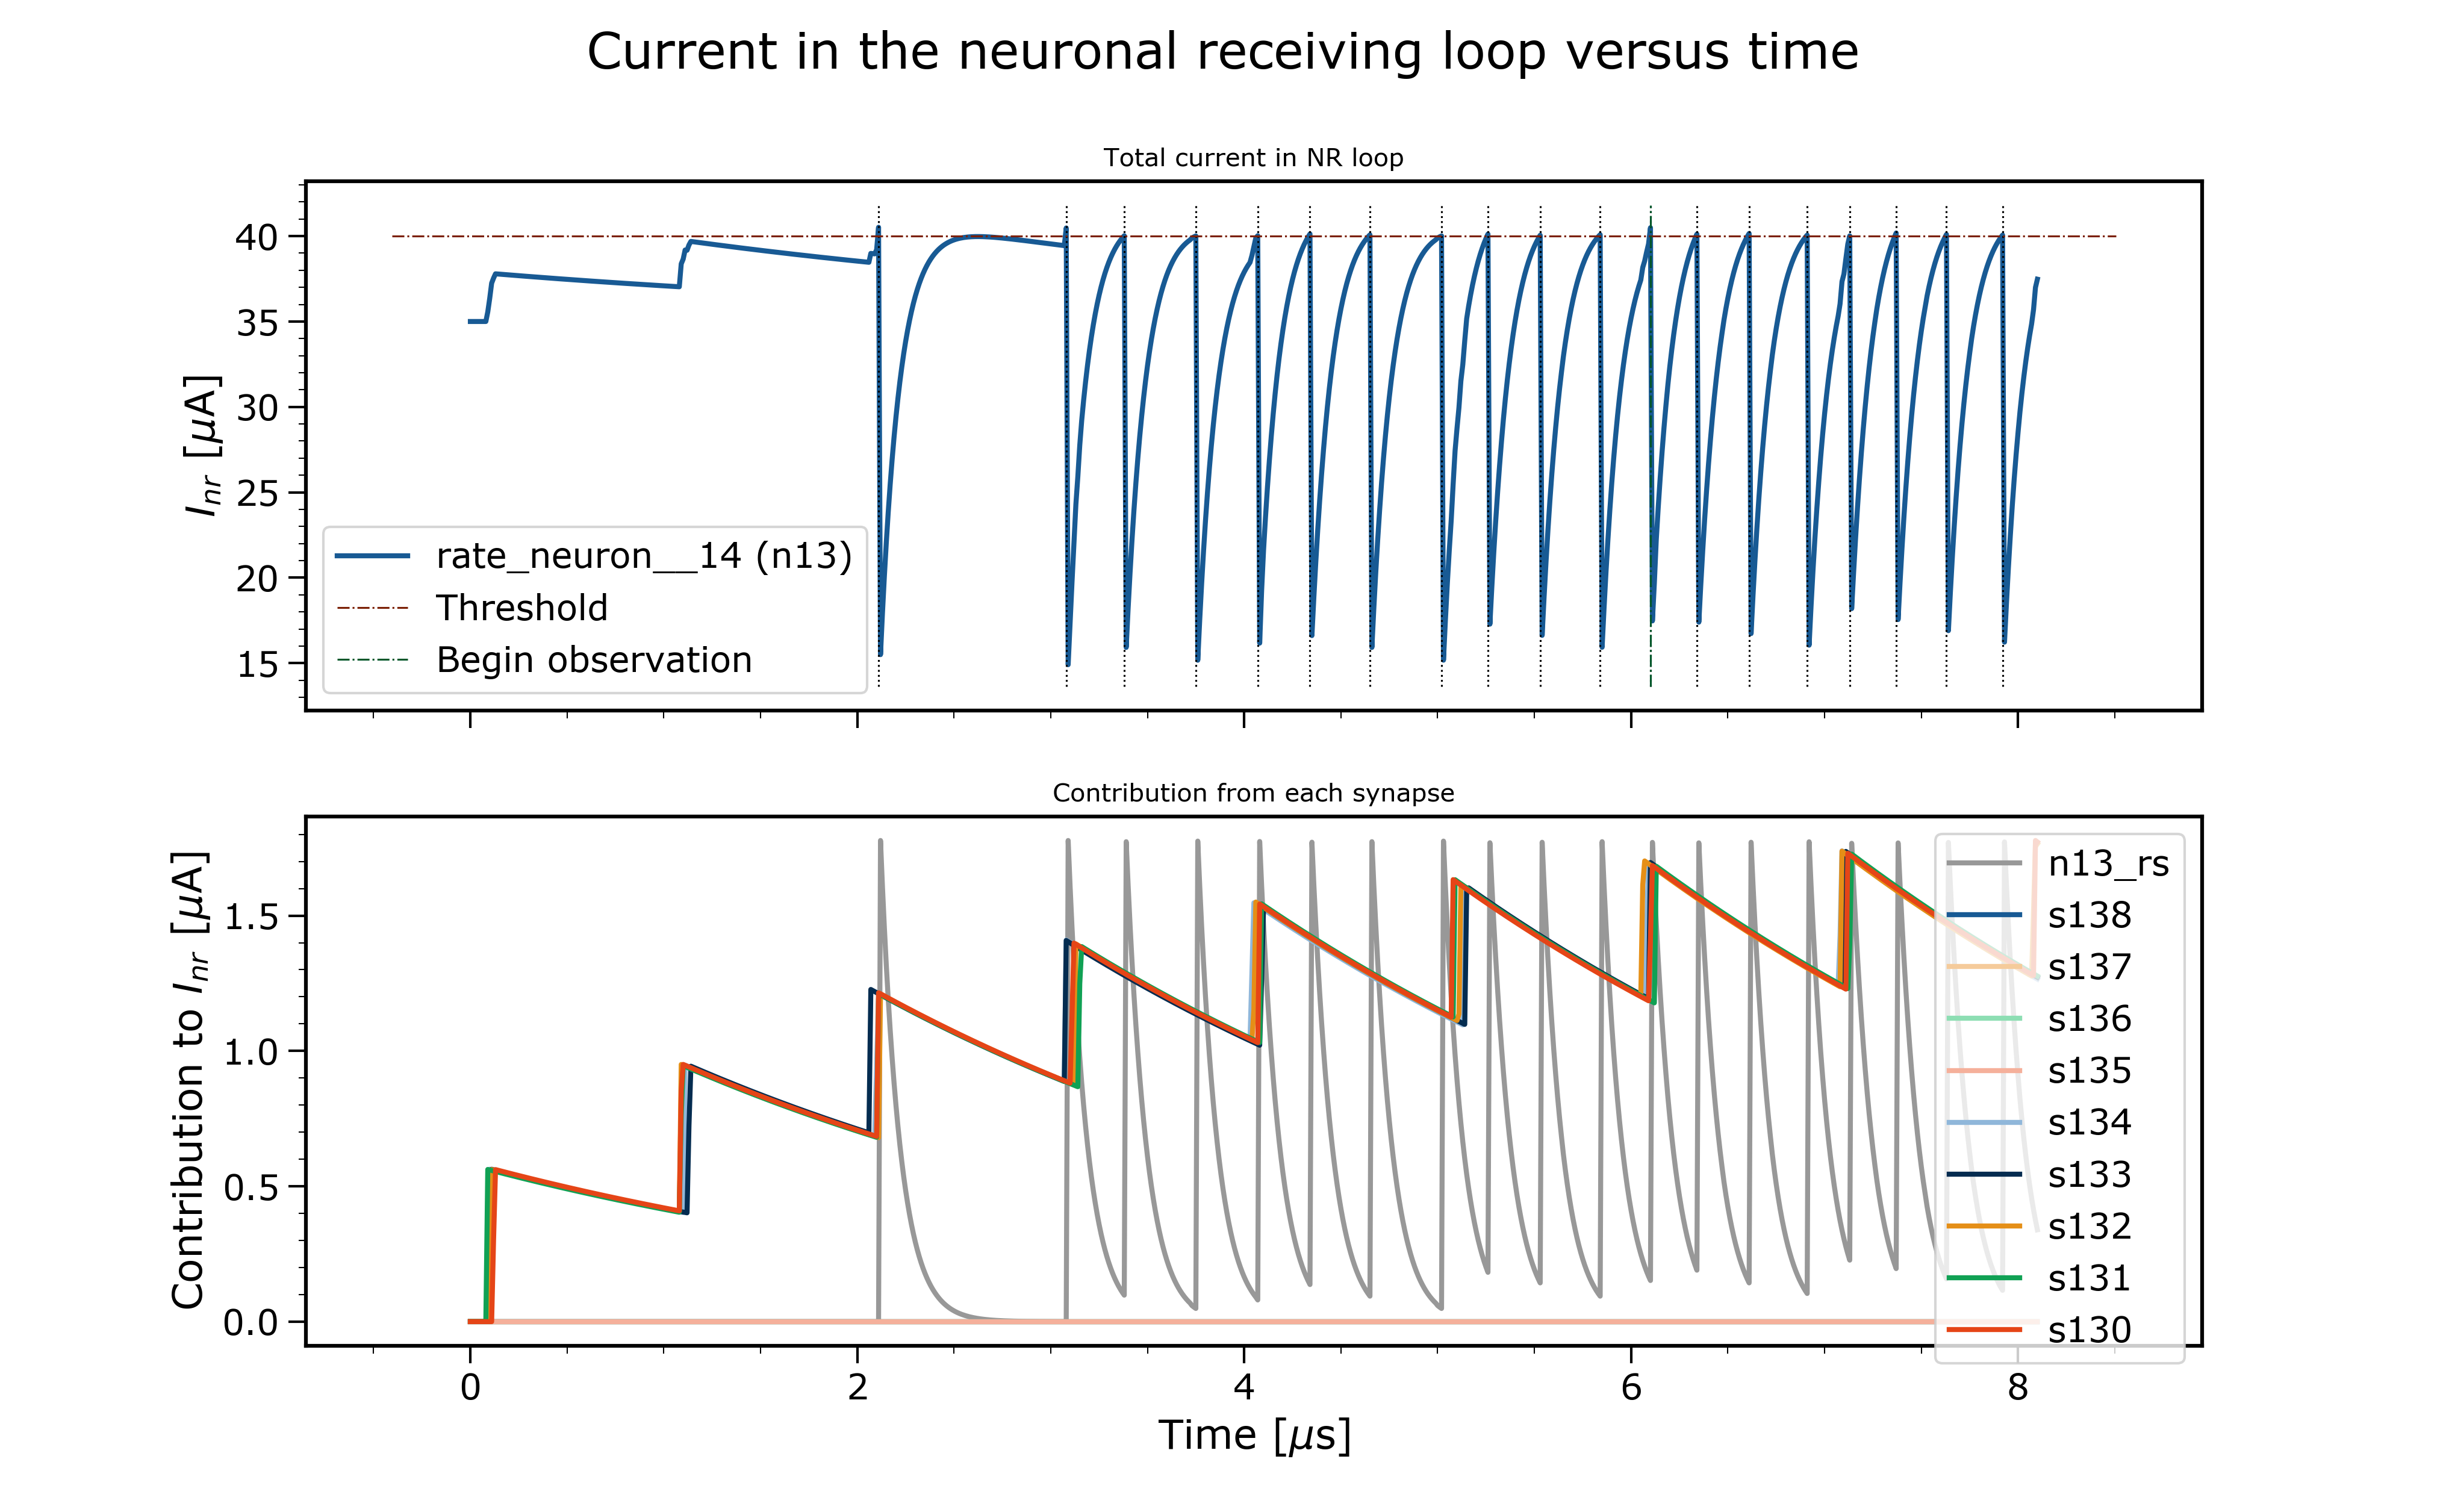 Current in the neuronal receiving loop versus time
Total current in NR loop
40
35
30
25
20
15
I_nr [μA]
rate_neuron__14 (n13)
Threshold
Begin observation
Contribution from each synapse
1.5
1.0
0.5
0.0
Contribution to I_nr [μA]
n13_rs
s138
s137
s136
s135
s134
s133
s132
s131
s130
0 2 4 6 8
Time [μs]